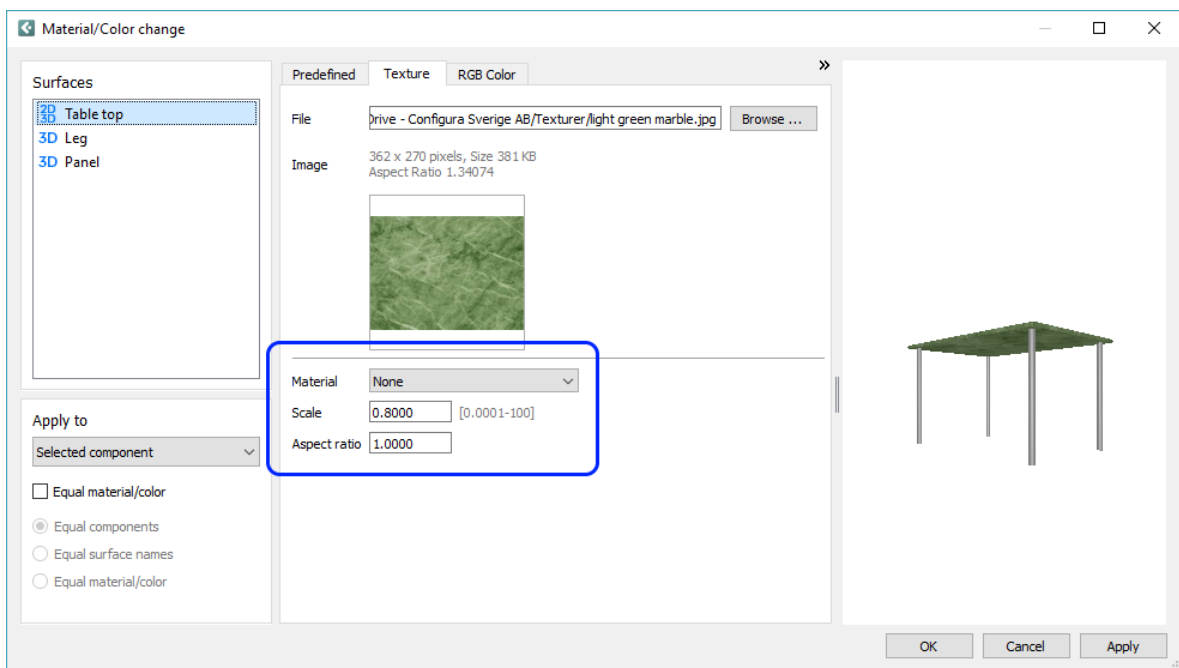 Material/Color change
Surfaces
2D
3D Table top
3D Leg
3D Panel
Apply to
Selected component
Equal material/color
Equal components
Equal surface names
Equal material/color
Predefined Texture RGB Color »
File Drive - Configura Sverige AB/Texturer/light green marble.jpg Browse ...
Image 362 x 270 pixels, Size 381 KB
Aspect Ratio 1.34074
Material None
Scale 0.8000 [0.0001-100]
Aspect ratio 1.0000
OK Cancel Apply